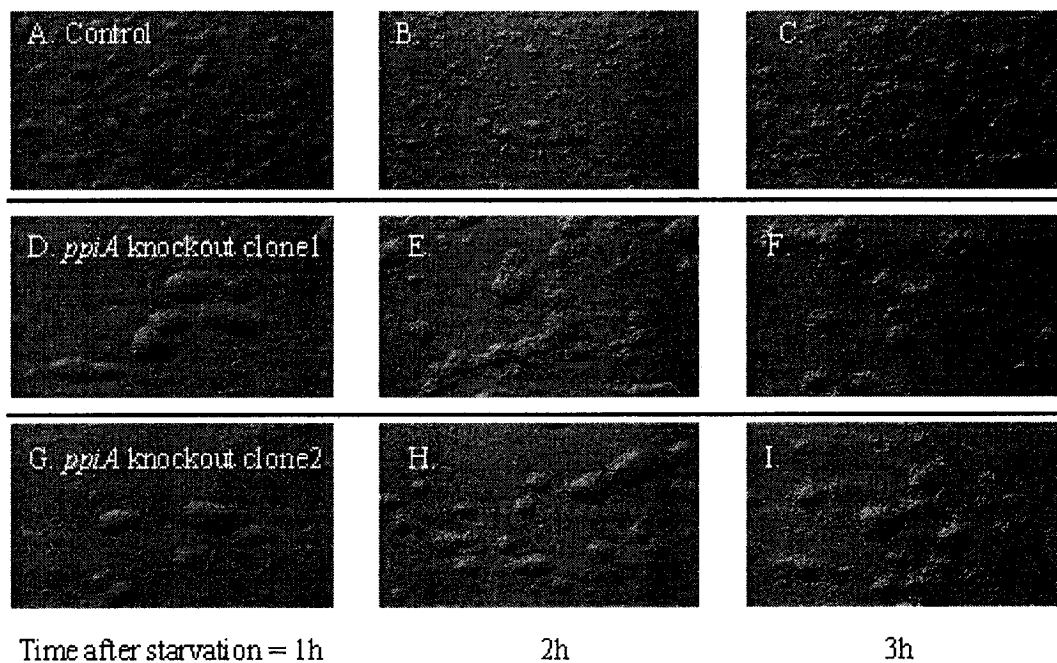 A. Control
B.
C.
D. ppiA knockout clone1
E.
F.
G. ppiA knockout clone2
H.
I.
Time after starvation = 1h
2h
3h